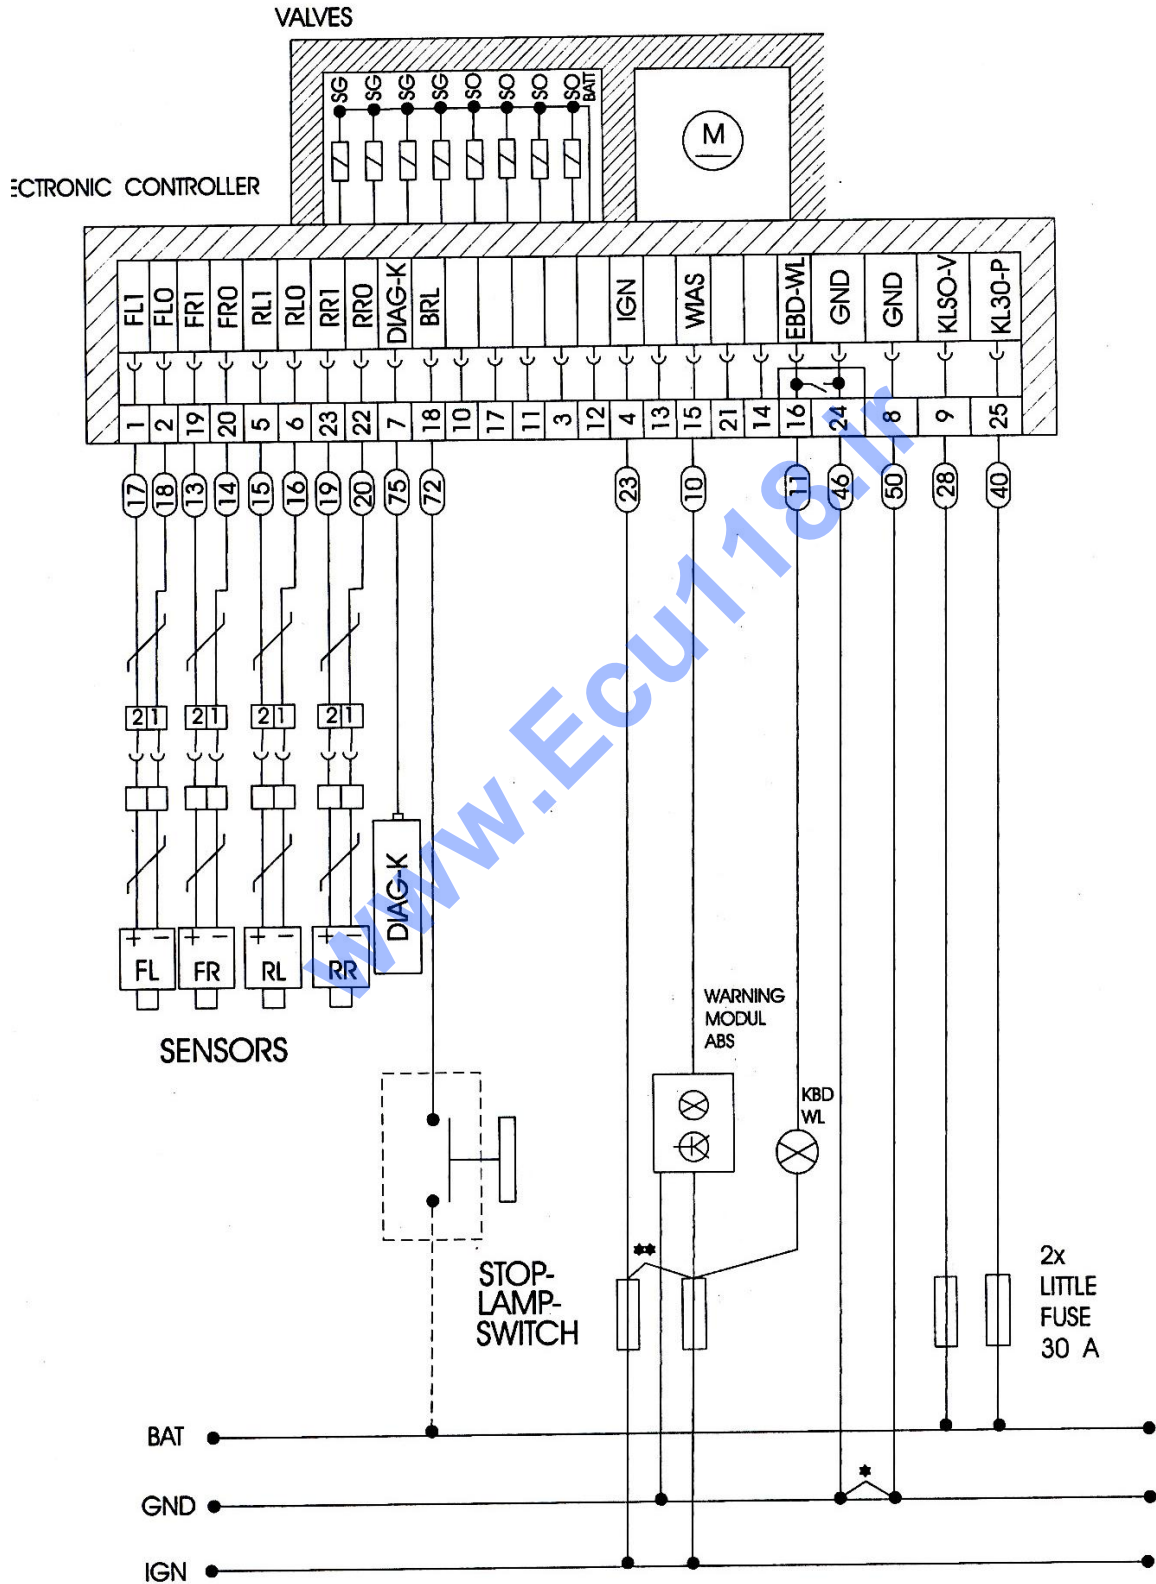 VALVES
SG SG SG SG SO SO SO SO BATT
M
ECTRONIC CONTROLLER
FL1 FL0 FR1 FR0 RL1 RL0 RR1 RR0 DIAG-K BRL IGN WIAS EBD-WL GND GND KLSO-V KL30-P
1 2 19 20 5 6 23 22 7 18 10 17 11 3 12 4 13 15 21 14 16 24 8 9 25
17 18 13 14 15 16 19 20 75 72 23 10 11 46 50 28 40
2 1 2 1 2 1 2 1
DIAG-K
+ − + − + − + −
FL FR RL RR
SENSORS
WARNING
MODUL
ABS
KBD
WL
**
STOP-
LAMP-
SWITCH
2x
LITTLE
FUSE
30 A
BAT
*
GND
IGN
www.Ecu118.ir